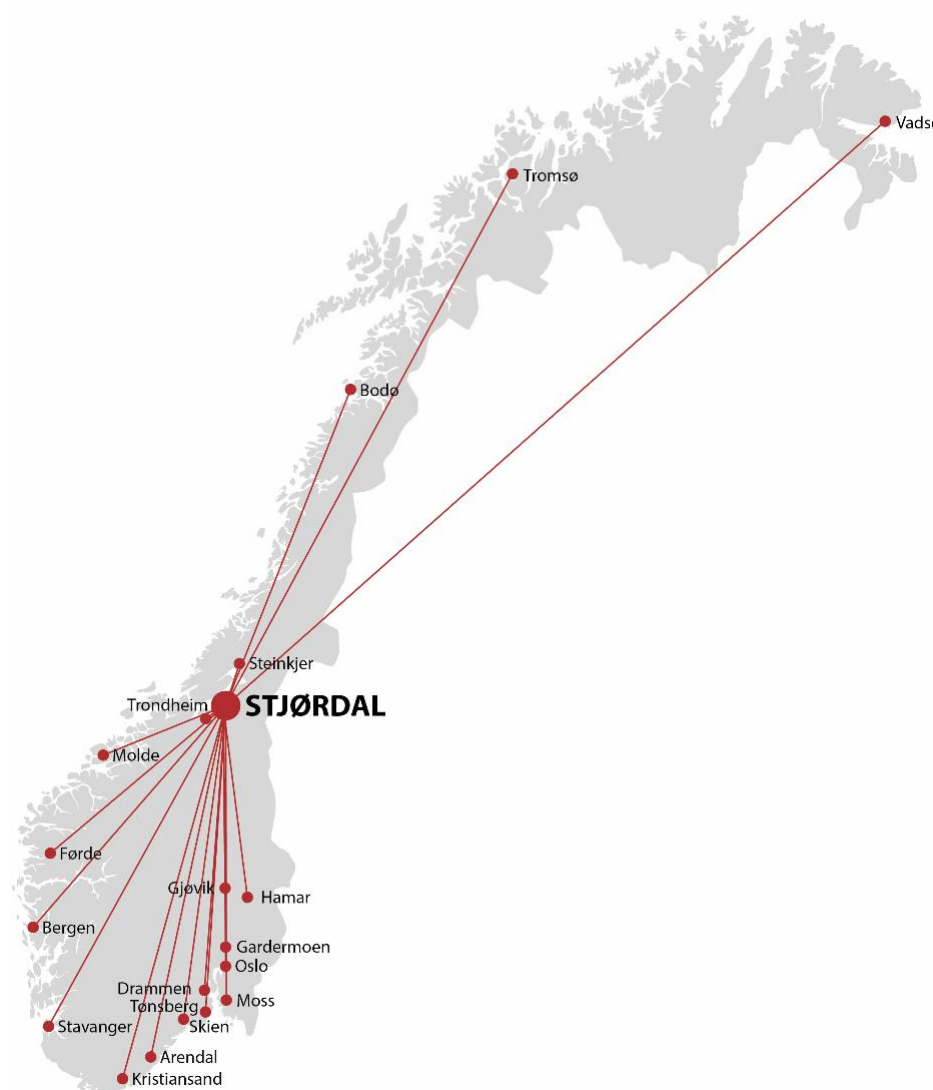 Vads
Tromsø
Bodø
Steinkjer
Trondheim
STJØRDAL
Molde
Førde
Gjøvik
Hamar
Bergen
Gardermoen
Oslo
Drammen
Moss
Tønsberg
Stavanger
Skien
Arendal
Kristiansand